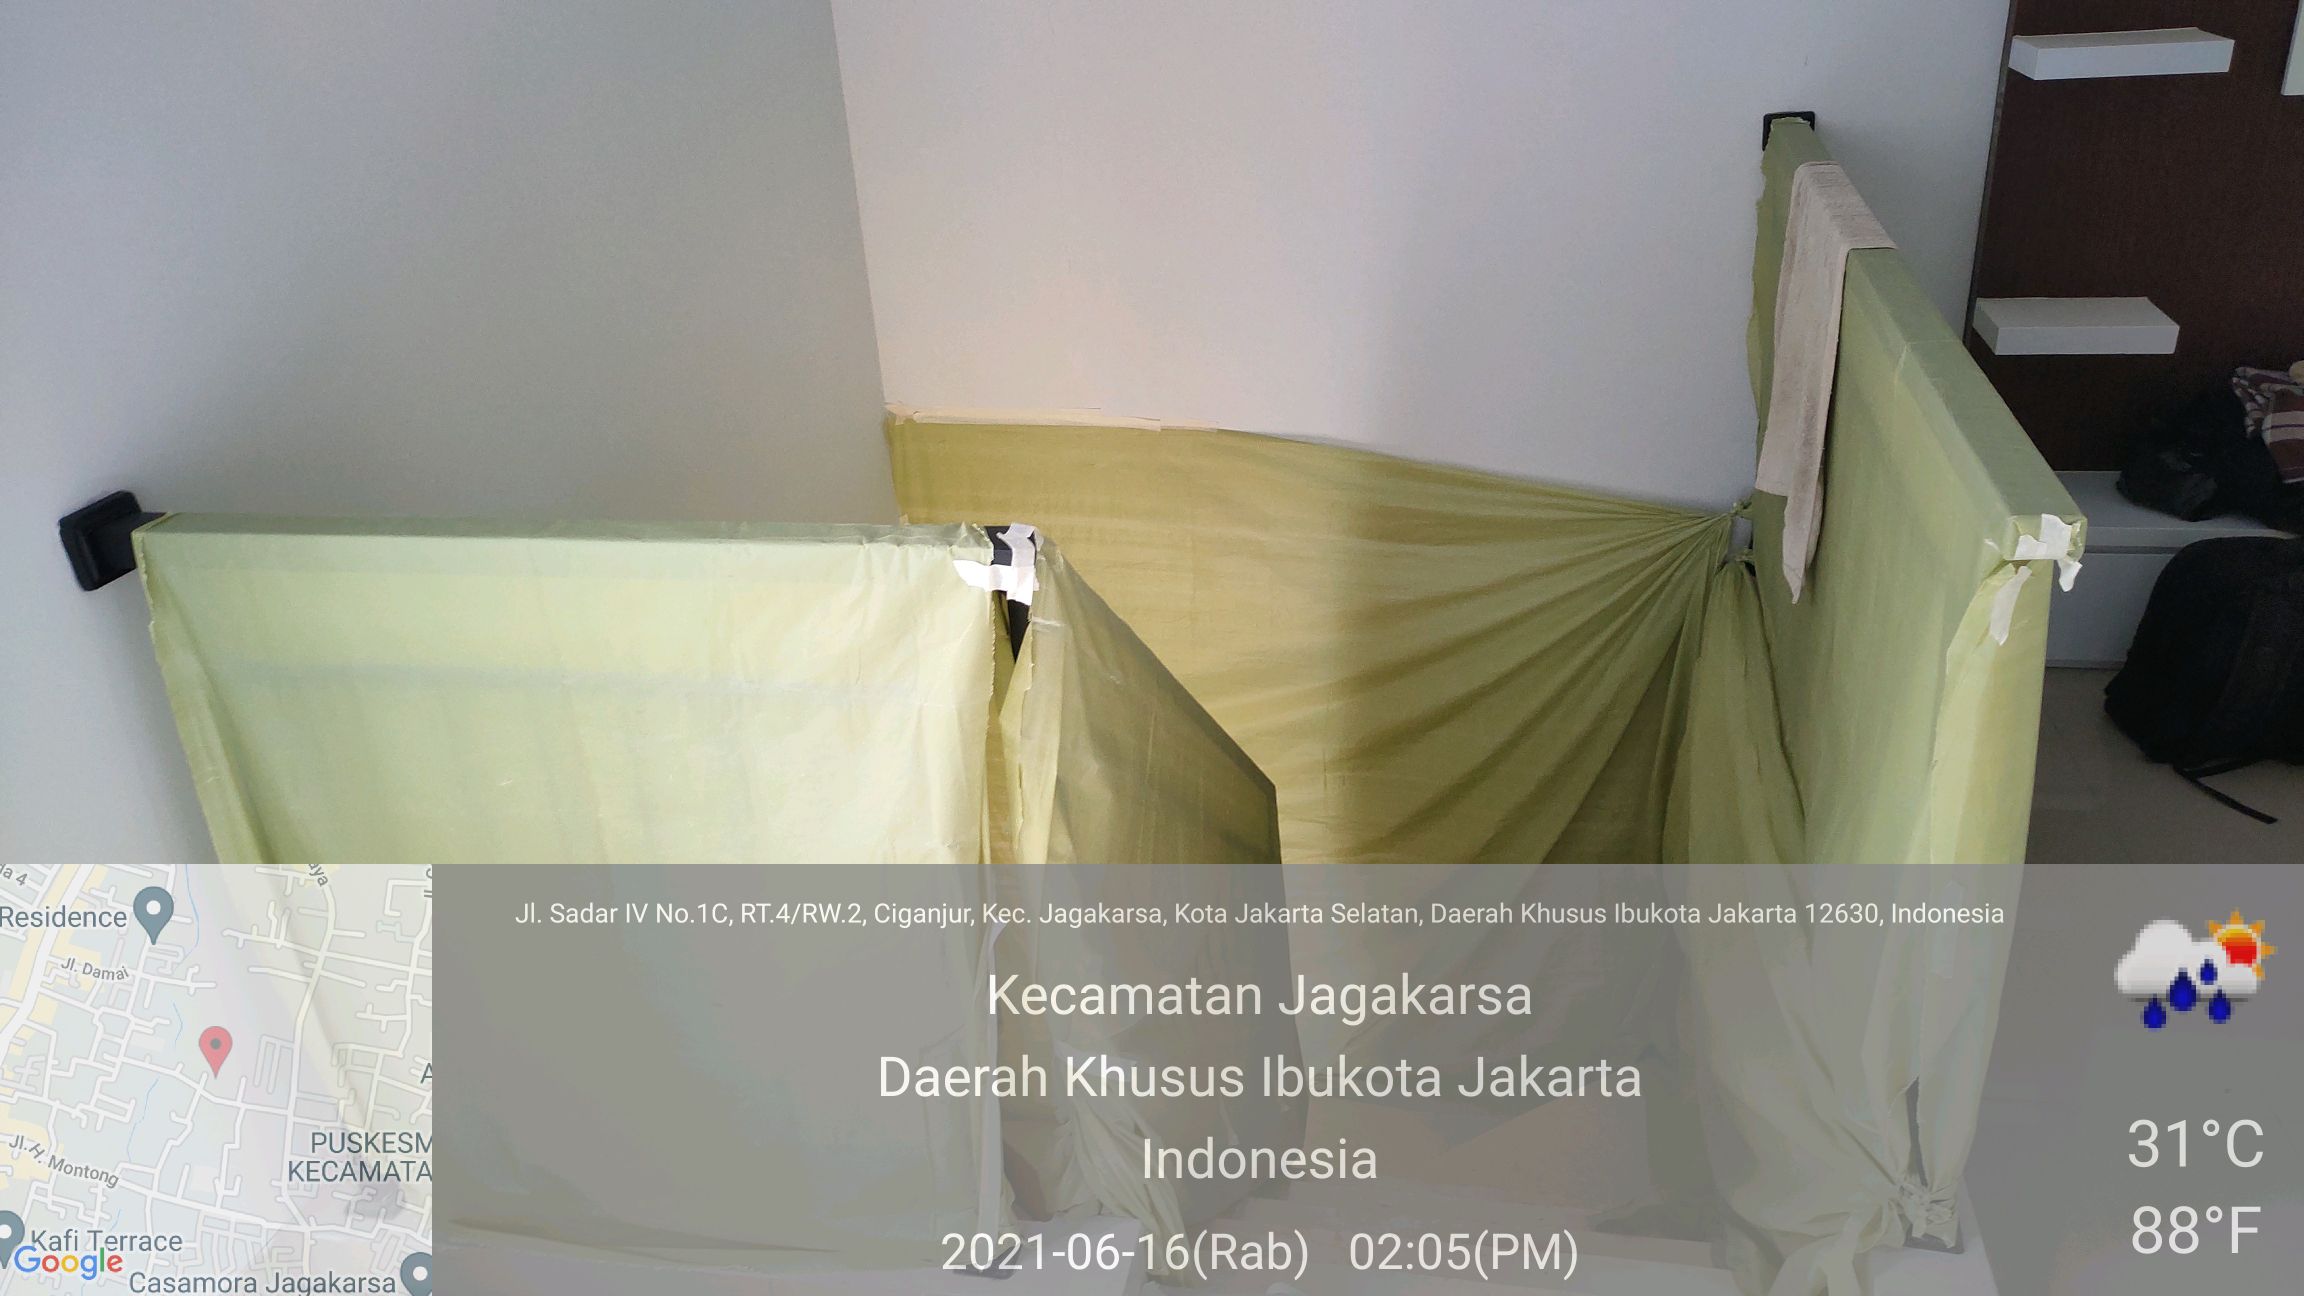 Jl. Sadar IV No.1C, RT.4/RW.2, Ciganjur, Kec. Jagakarsa, Kota Jakarta Selatan, Daerah Khusus Ibukota Jakarta 12630, Indonesia
Kecamatan Jagakarsa
Daerah Khusus Ibukota Jakarta
Indonesia
2021-06-16(Rab) 02:05(PM)
31°C
88°F
Residence
Jl. Damai
PUSKESM
KECAMATA
Jl. H. Montong
Kafi Terrace
Google
Casamora Jagakarsa